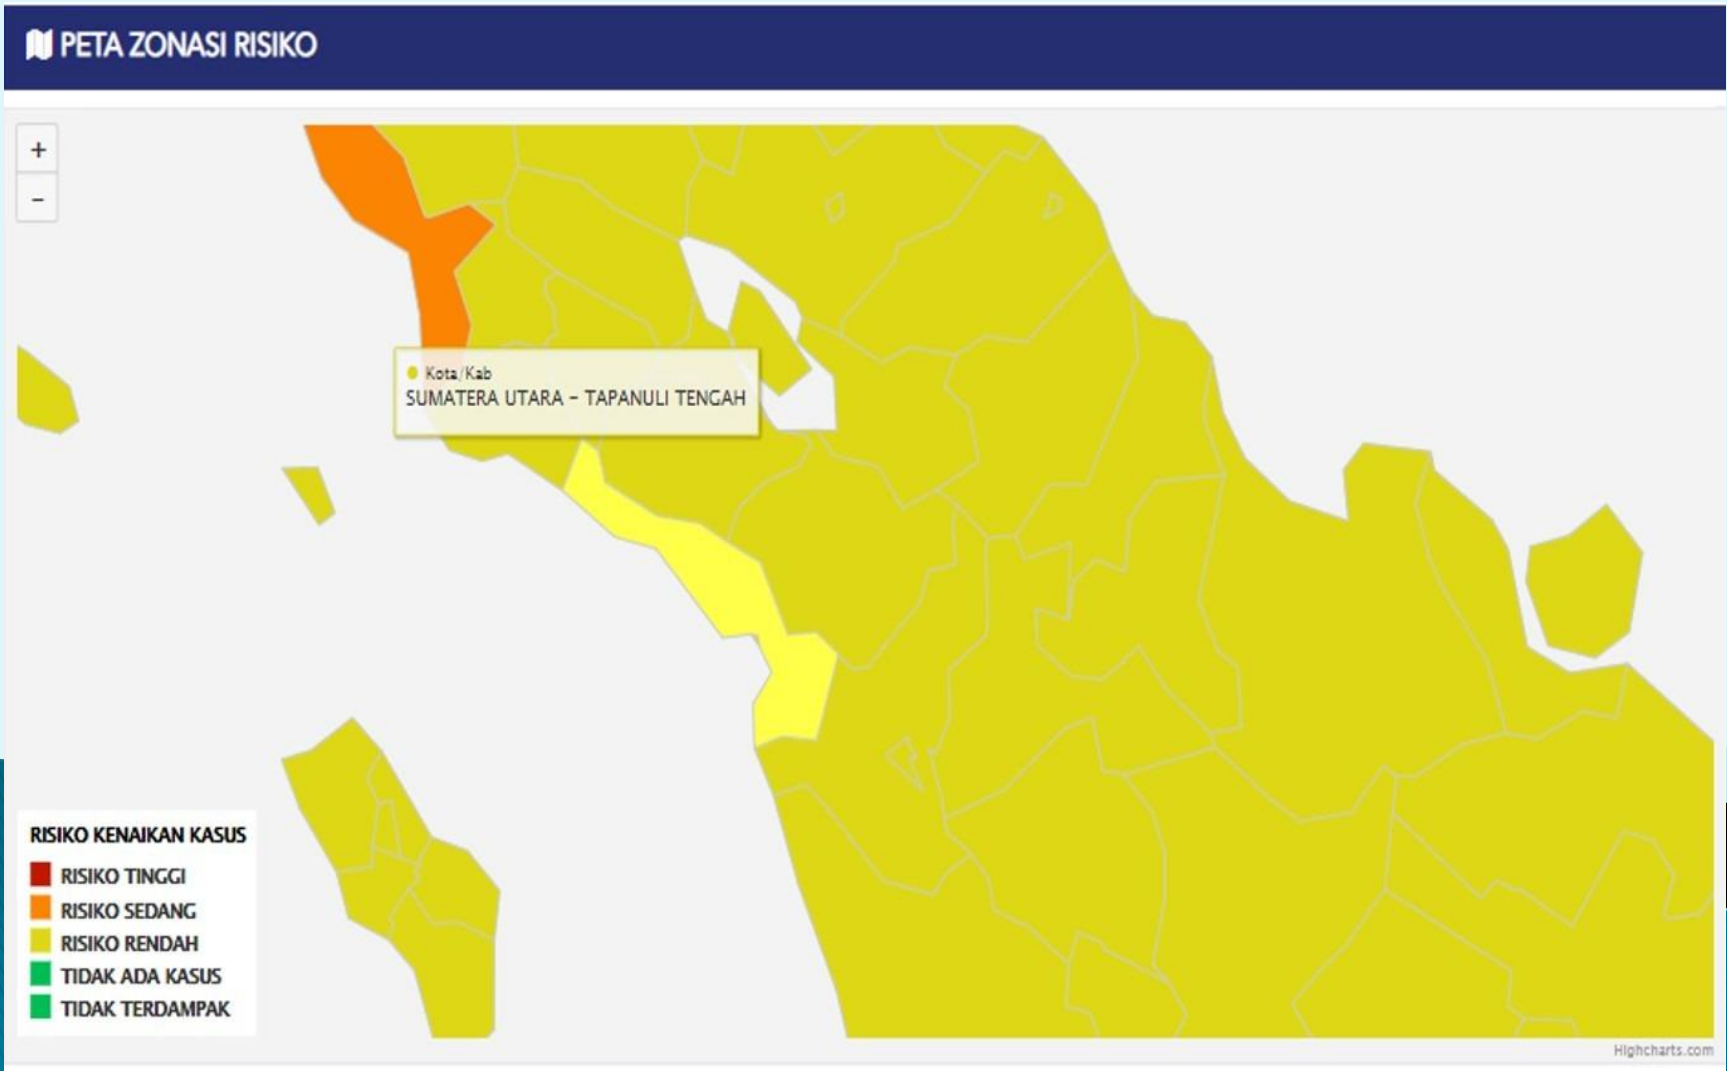 PETA ZONASI RISIKO
+
-
Kota/Kab
SUMATERA UTARA - TAPANULI TENGAH
RISIKO KENAIKAN KASUS
RISIKO TINGGI
RISIKO SEDANG
RISIKO RENDAH
TIDAK ADA KASUS
TIDAK TERDAMPAK
Highcharts.com